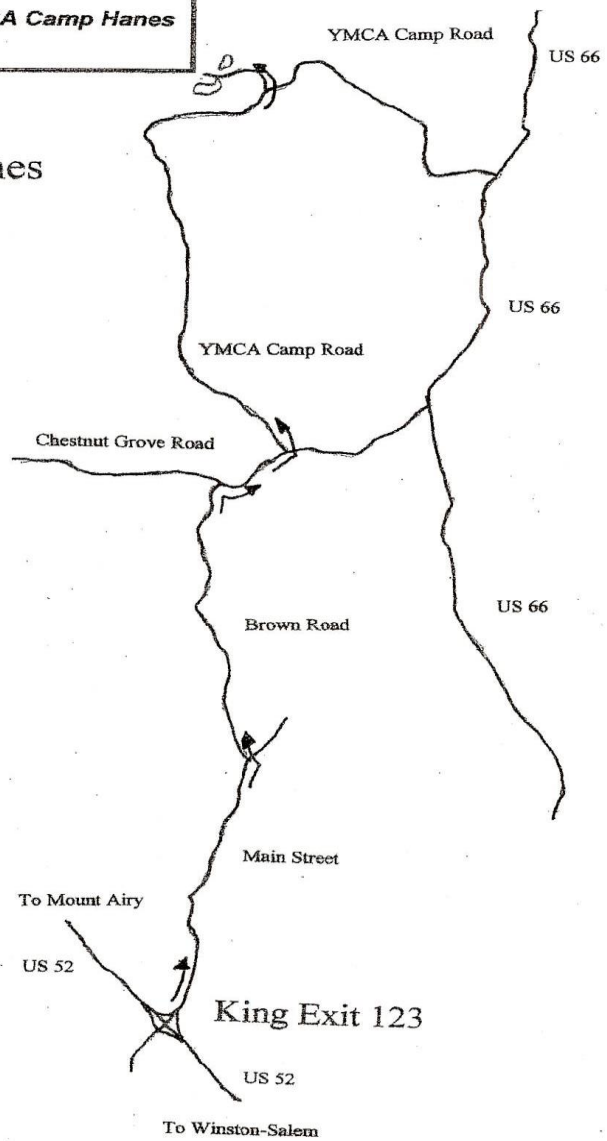 A Camp Hanes
YMCA Camp Road
US 66
nes
US 66
YMCA Camp Road
Chestnut Grove Road
US 66
Brown Road
Main Street
To Mount Airy
US 52
King Exit 123
US 52
To Winston-Salem